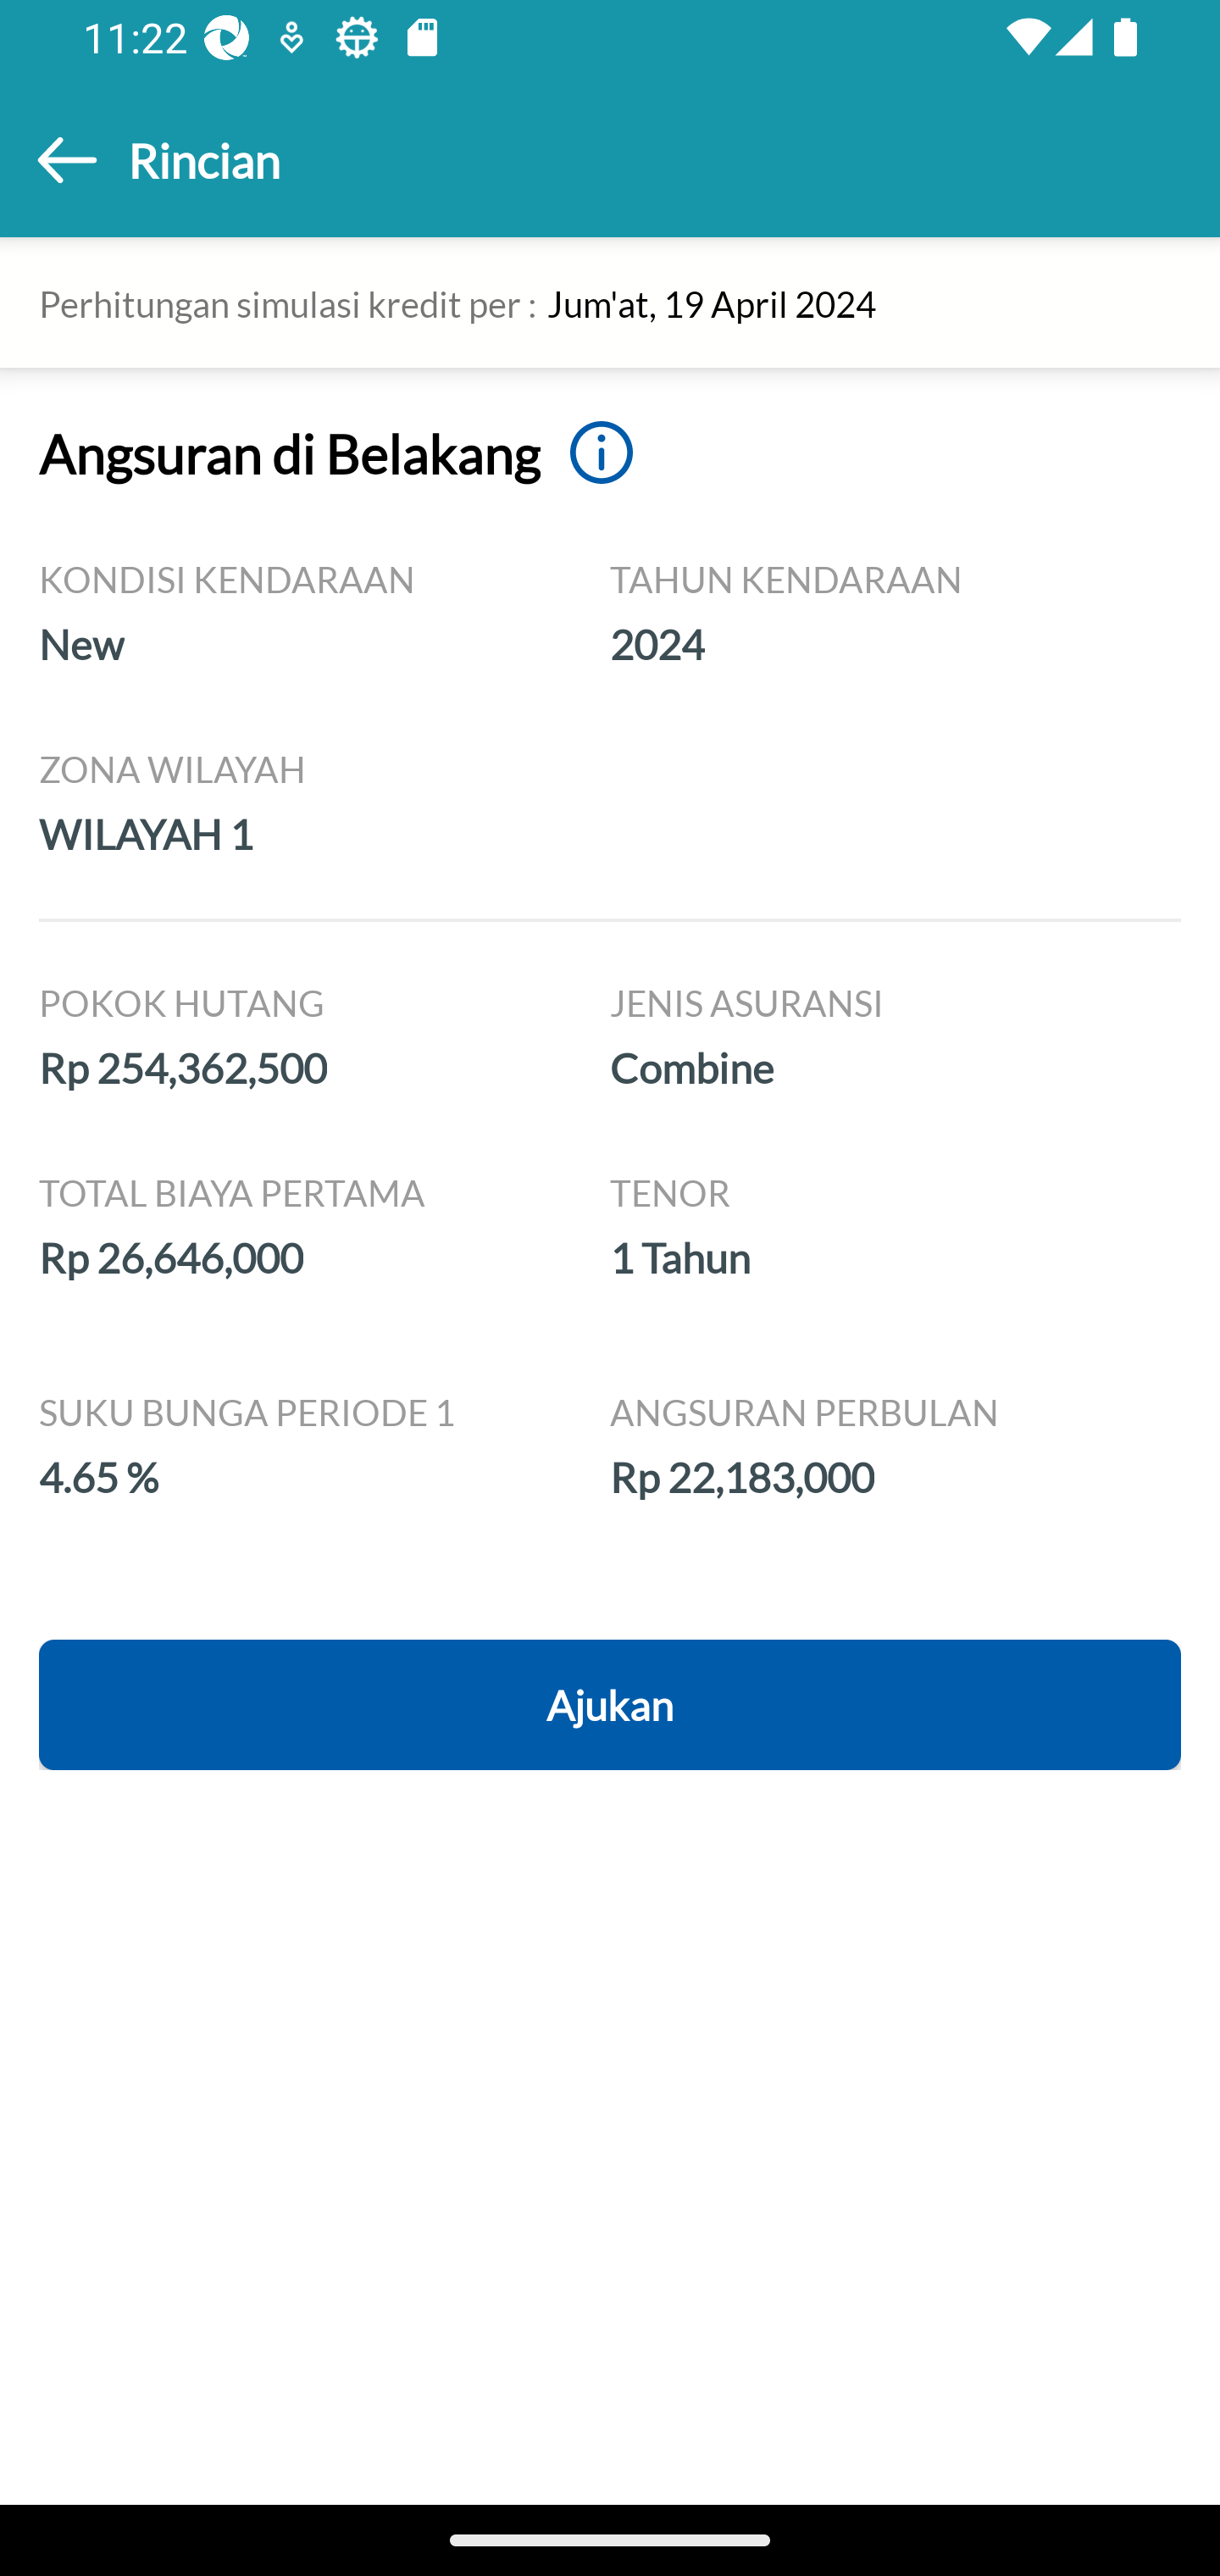 11:22
Rincian
Perhitungan simulasi kredit per : Jum'at, 19 April 2024
Angsuran di Belakang
KONDISI KENDARAAN TAHUN KENDARAAN
New 2024
ZONA WILAYAH
WILAYAH 1
POKOK HUTANG JENIS ASURANSI
Rp 254,362,500 Combine
TOTAL BIAYA PERTAMA TENOR
Rp 26,646,000 1 Tahun
SUKU BUNGA PERIODE 1 ANGSURAN PERBULAN
4.65 % Rp 22,183,000
Ajukan